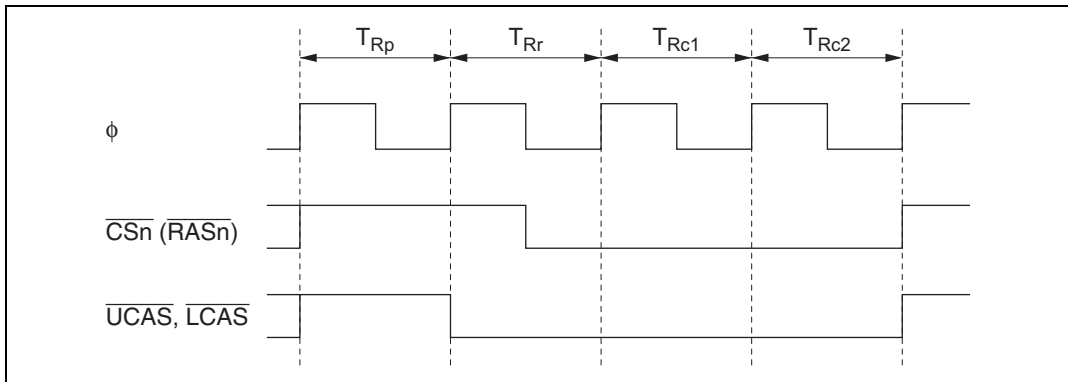 TRp TRr TRc1 TRc2
φ
CSn (RASn)
UCAS, LCAS